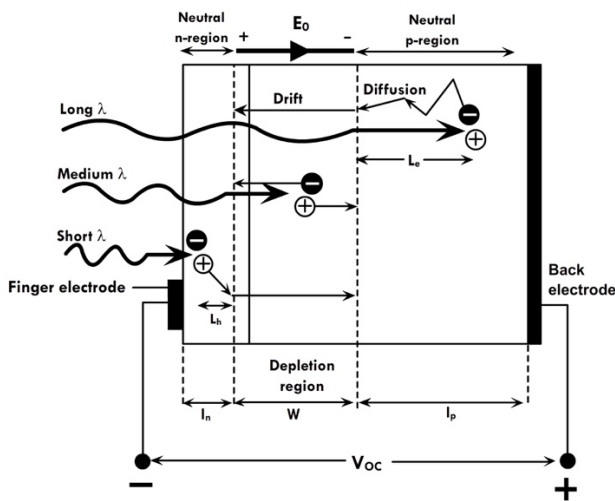 Neutral
n-region
+
E0
-
Neutral
p-region
Drift
Diffusion
Long λ
−
+
Le
Medium λ
−
+
Short λ
−
+
Finger electrode
Lh
Back
electrode
Depletion
region
ln
W
lp
VOC
−
+